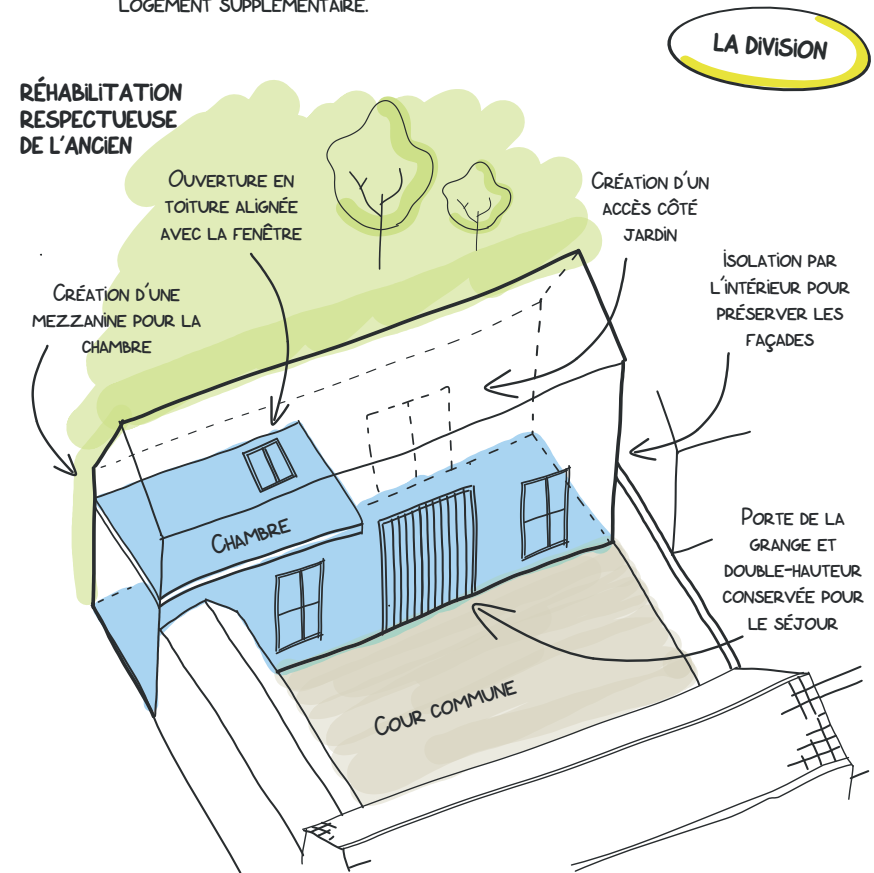 LOGEMENT SUPPLÉMENTAIRE.
LA DIVISION
RÉHABILITATION
RESPECTUEUSE
DE L'ANCIEN
OUVERTURE EN
TOITURE ALIGNÉE
AVEC LA FENÊTRE
CRÉATION D'UN
ACCÈS CÔTÉ
JARDIN
ISOLATION PAR
L'INTÉRIEUR POUR
PRÉSERVER LES
FAÇADES
CRÉATION D'UNE
MEZZANINE POUR LA
CHAMBRE
CHAMBRE
PORTE DE LA
GRANGE ET
DOUBLE-HAUTEUR
CONSERVÉE POUR
LE SÉJOUR
COUR COMMUNE